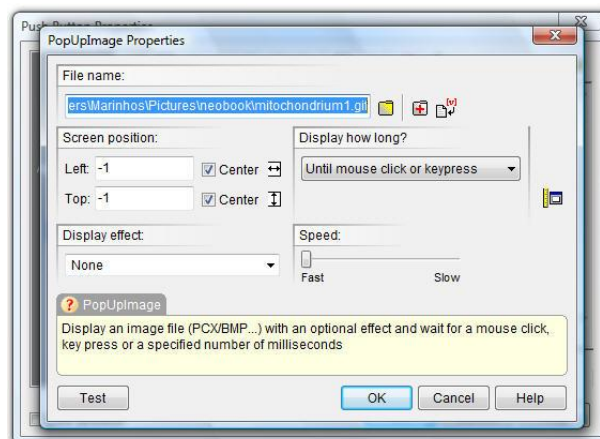 PopUpImage Properties
File name:
ers\Marinhos\Pictures\neobook\mitochondrium1.gif
Screen position:
Display how long?
Left: -1
Center
Until mouse click or keypress
Top: -1
Center
Display effect:
Speed:
None
Fast
Slow
PopUpImage
Display an image file (PCX/BMP...) with an optional effect and wait for a mouse click,
key press or a specified number of milliseconds
Test
OK
Cancel
Help